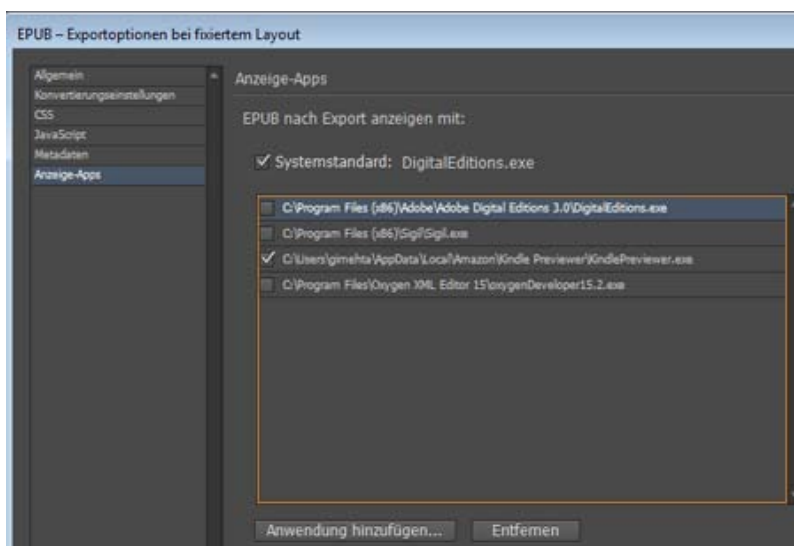 EPUB – Exportoptionen bei fixiertem Layout
Allgemein
Konvertierungseinstellungen
CSS
JavaScript
Metadaten
Anzeige-Apps
Anzeige-Apps
EPUB nach Export anzeigen mit:
Systemstandard: DigitalEditions.exe
C:\Program Files (x86)\Adobe\Adobe Digital Editions 3.0\DigitalEditions.exe
C:\Program Files (x86)\Sigil\Sigil.exe
C:\Users\gimehta\AppData\Local\Amazon\Kindle Previewer\KindlePreviewer.exe
C:\Program Files\Oxygen XML Editor 15\oxygenDeveloper15.2.exe
Anwendung hinzufügen... Entfernen